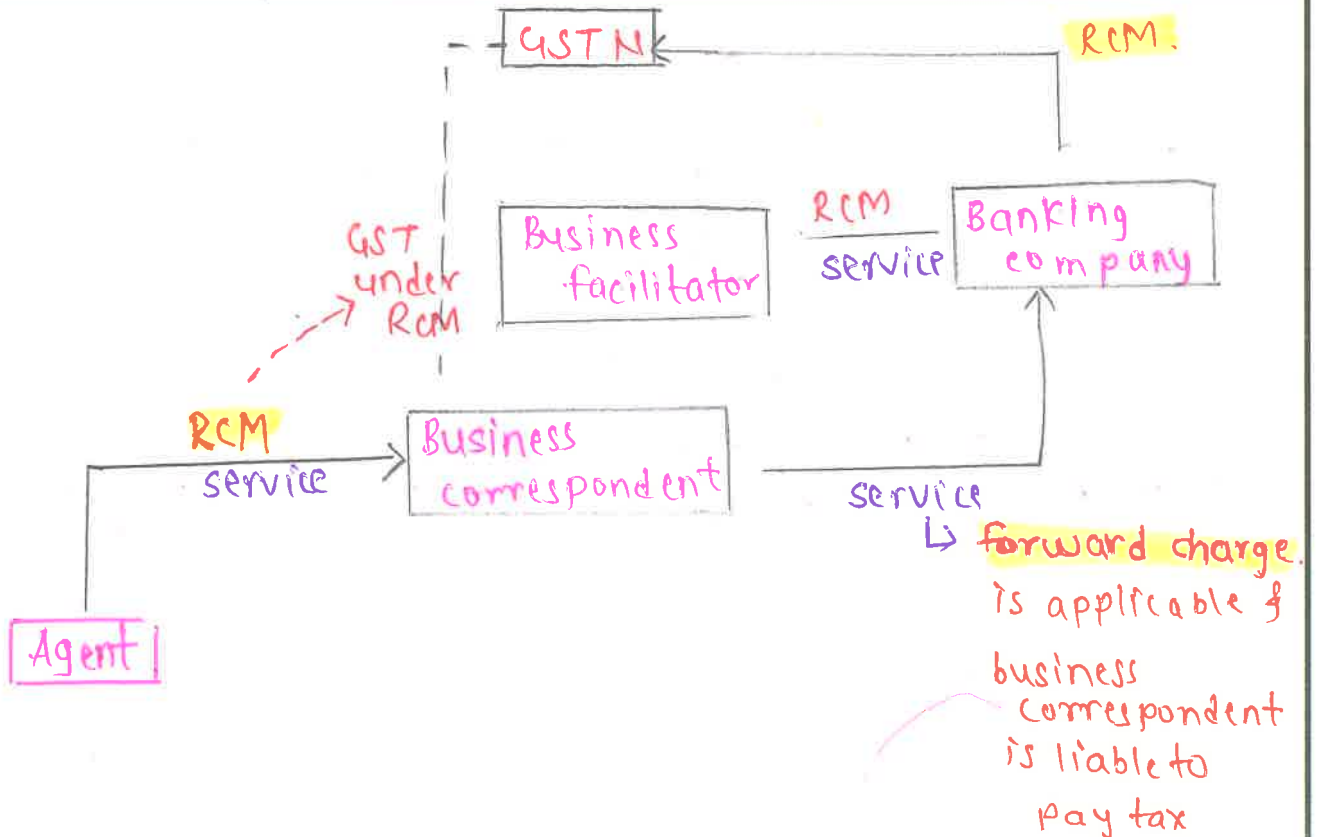 GSTN
RCM.
Business
facilitator
RCM
service
Banking
company
GST
under
RCM
RCM
service
Business
correspondent
service
↳ forward charge.
is applicable &
business
correspondent
is liable to
pay tax
Agent